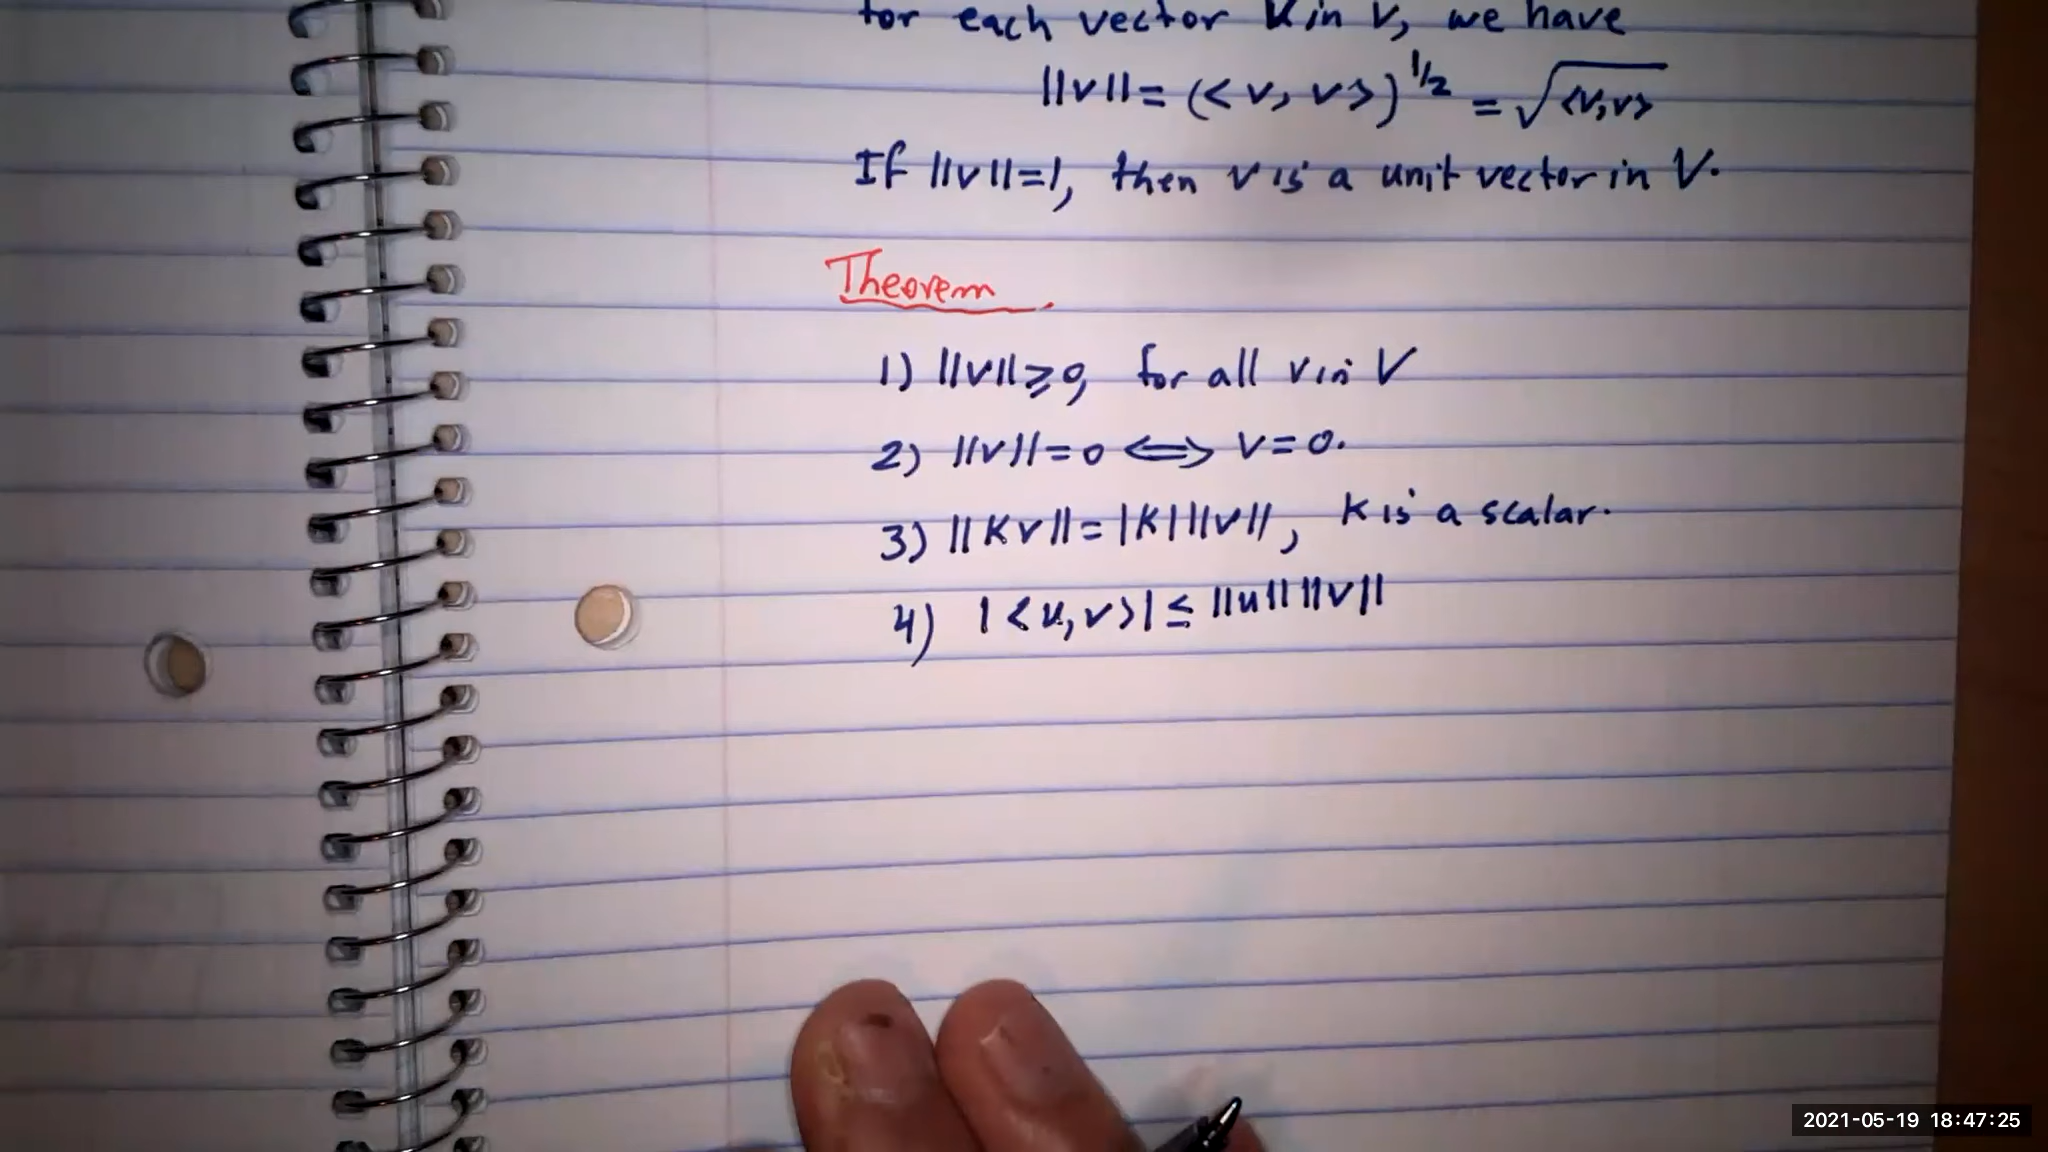 for each vector v in V, we have
||v|| = (<v, v>)^1/2 = √<v,v>
If ||v||=1, then v is a unit vector in V.
Theorem
1) ||v|| ≥ 0, for all v in V
2) ||v|| = 0 ⟺ v = 0.
3) ||Kv|| = |K| ||v||, K is a scalar.
4) |<u, v>| ≤ ||u|| ||v||
2021-05-19 18:47:25